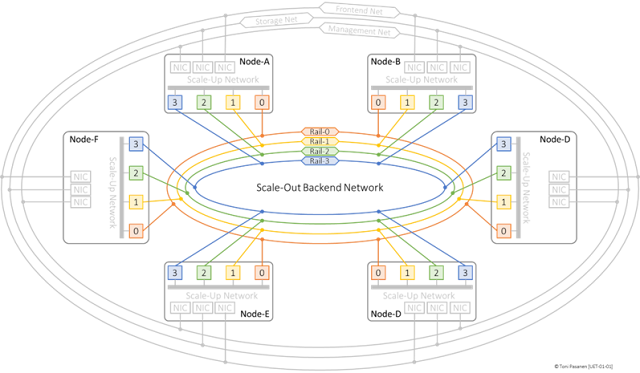 Frontend Net
Storage Net
Management Net
Node-A
NIC NIC NIC
Scale-Up Network
3 2 1 0
Node-B
NIC NIC NIC
Scale-Up Network
0 1 2 3
Rail-0
Rail-1
Rail-2
Rail-3
Scale-Out Backend Network
Node-F
NIC
NIC
NIC
Scale-Up Network
3
2
1
0
Node-D
3
2
1
0
Scale-Up Network
NIC
NIC
NIC
3 2 1 0
Scale-Up Network
NIC NIC NIC
Node-E
0 1 2 3
Scale-Up Network
NIC NIC NIC
Node-D
© Toni Pasanen [UET-01-01]